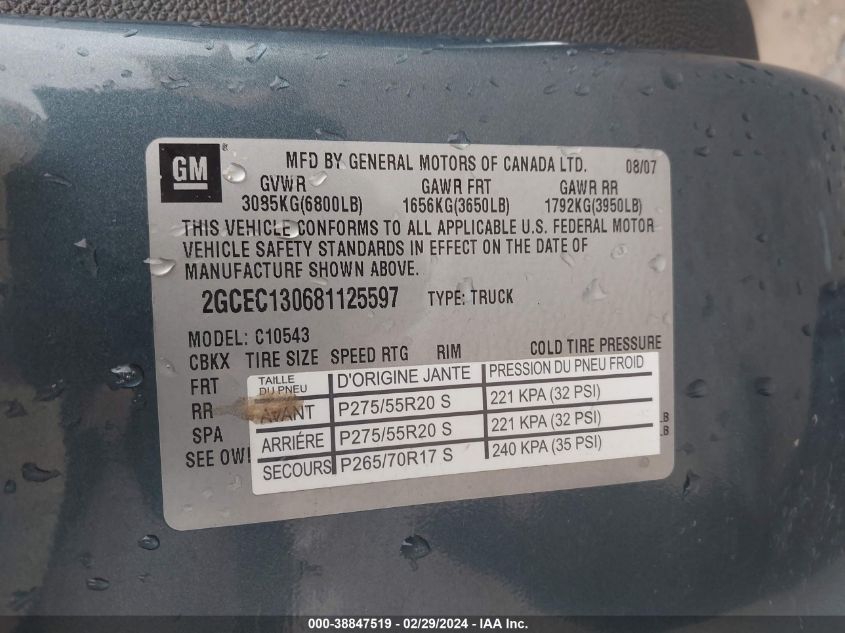 GM ®
MFD BY GENERAL MOTORS OF CANADA LTD. 08/07
GVWR GAWR FRT GAWR RR
3085KG(6800LB) 1656KG(3650LB) 1792KG(3950LB)
THIS VEHICLE CONFORMS TO ALL APPLICABLE U.S. FEDERAL MOTOR
VEHICLE SAFETY STANDARDS IN EFFECT ON THE DATE OF
MANUFACTURE SHOWN ABOVE.
2GCEC130681125597 TYPE: TRUCK
MODEL: C10543
CBKX TIRE SIZE SPEED RTG RIM COLD TIRE PRESSURE
FRT
RR
SPA
SEE OW
LB
LB
TAILLE DU PNEU D'ORIGINE JANTE PRESSION DU PNEU FROID
AVANT P275/55R20 S 221 KPA (32 PSI)
ARRIÉRE P275/55R20 S 221 KPA (32 PSI)
SECOURS P265/70R17 S 240 KPA (35 PSI)
000-38847519 - 02/29/2024 - IAA Inc.